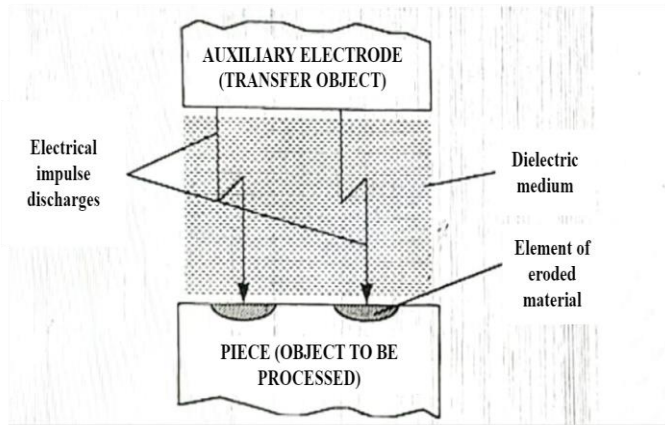 AUXILIARY ELECTRODE
(TRANSFER OBJECT)
Electrical
impulse
discharges
Dielectric
medium
Element of
eroded
material
PIECE (OBJECT TO BE
PROCESSED)